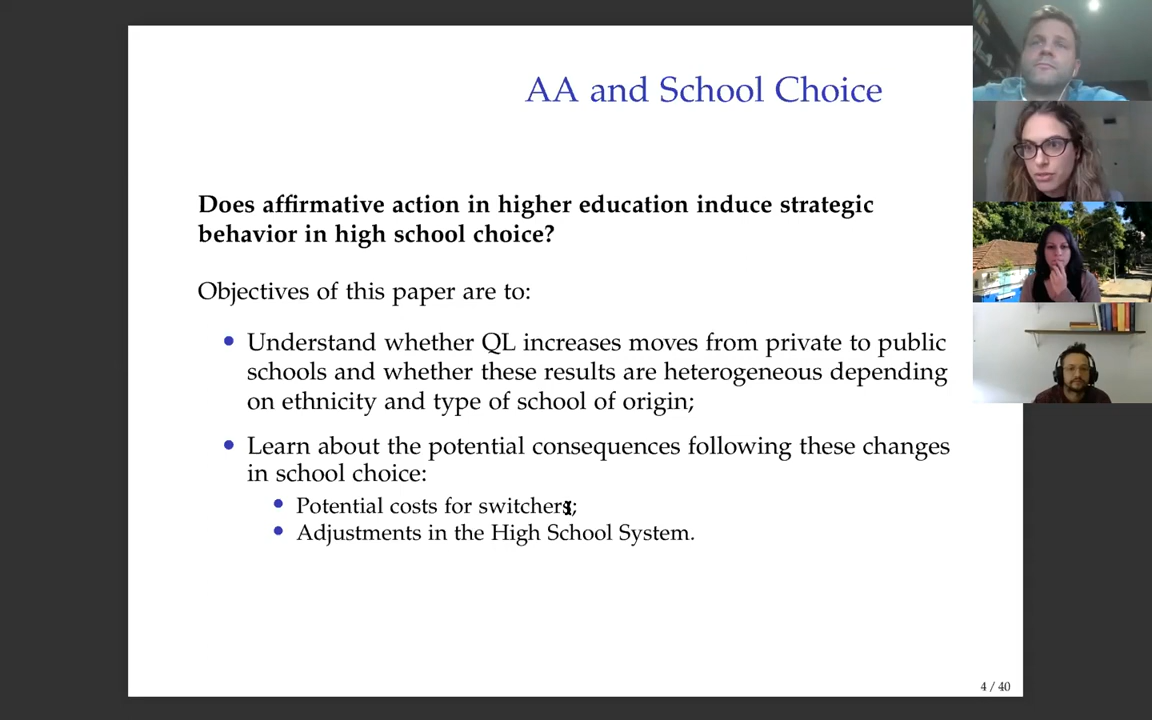 AA and School Choice
Does affirmative action in higher education induce strategic
behavior in high school choice?
Objectives of this paper are to:
• Understand whether QL increases moves from private to public
schools and whether these results are heterogeneous depending
on ethnicity and type of school of origin;
• Learn about the potential consequences following these changes
in school choice:
• Potential costs for switchers;
• Adjustments in the High School System.
4 / 40